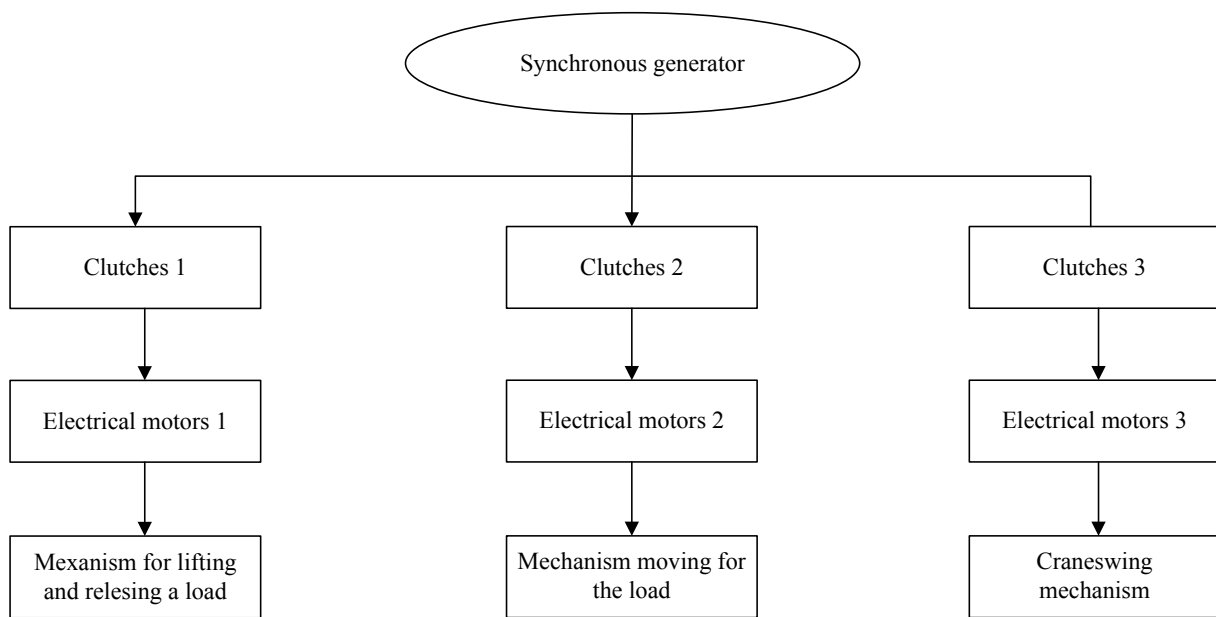 Synchronous generator
Clutches 1
Clutches 2
Clutches 3
Electrical motors 1
Electrical motors 2
Electrical motors 3
Mexanism for lifting
and relesing a load
Mechanism moving for
the load
Craneswing
mechanism